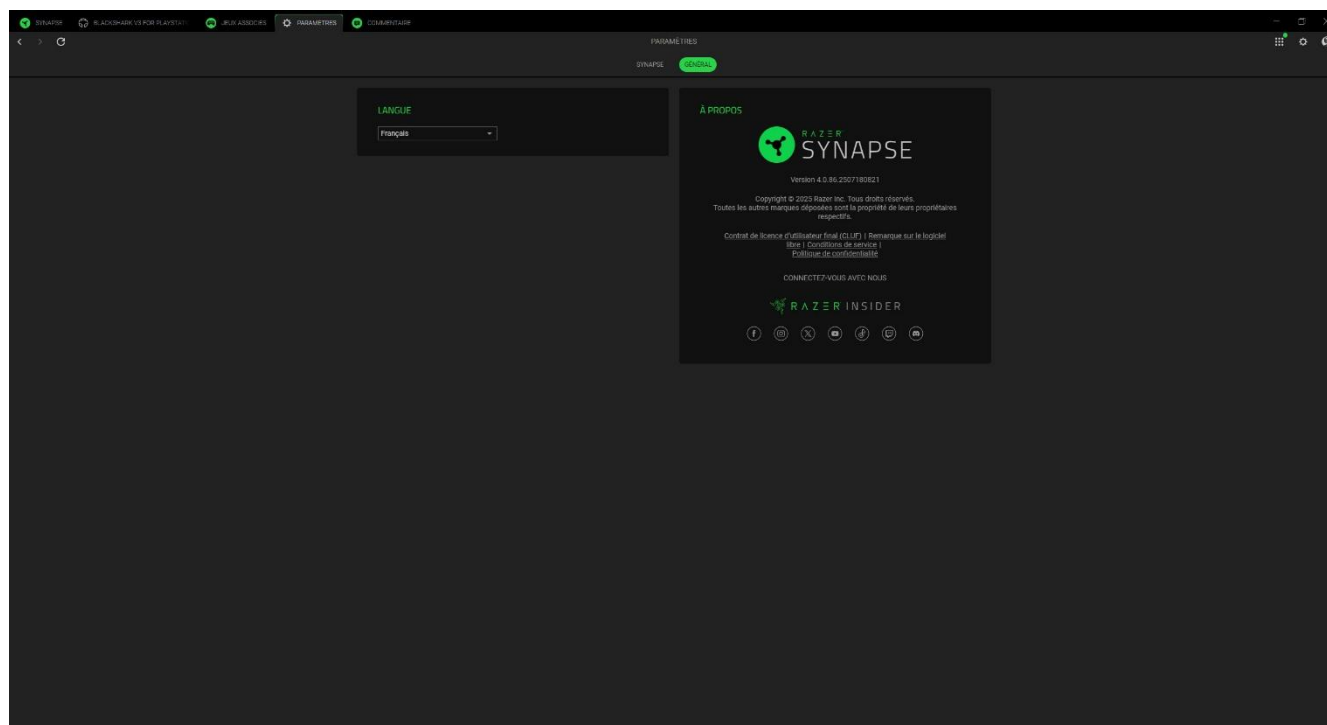 SYNAPSE
BLACKSHARK V3 FOR PLAYSTATI
JEUX ASSOCIÉS
PARAMÈTRES
COMMENTAIRE
PARAMÈTRES
SYNAPSE
GÉNÉRAL
LANGUE
Français
À PROPOS
RAZER
SYNAPSE
Version 4.0.86.2507180821
Copyright © 2025 Razer Inc. Tous droits réservés.
Toutes les autres marques déposées sont la propriété de leurs propriétaires
respectifs.
Contrat de licence d'utilisateur final (CLUF) | Remarque sur le logiciel
libre | Conditions de service |
Politique de confidentialité
CONNECTEZ-VOUS AVEC NOUS
RAZER INSIDER